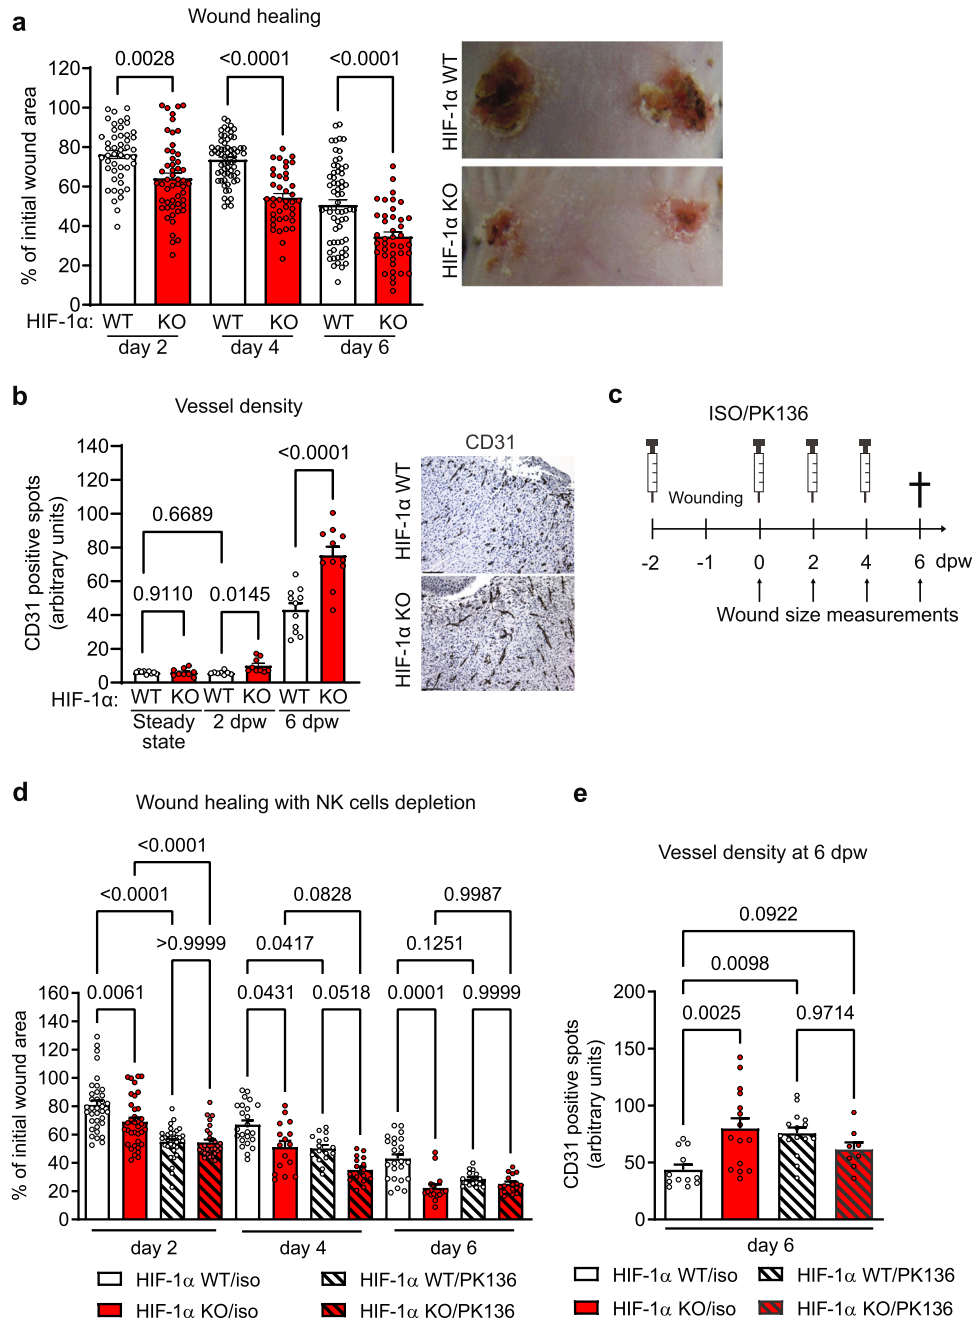 a
Wound healing
% of initial wound area
120
100
80
60
40
20
0
0.0028
<0.0001
<0.0001
HIF-1α:
WT KO WT KO WT KO
day 2
day 4
day 6
HIF-1α WT
HIF-1α KO
b
Vessel density
CD31 positive spots
(arbitrary units)
140
120
100
80
60
40
20
0
0.6689
0.9110
0.0145
<0.0001
HIF-1α:
WT KO WT KO WT KO
Steady
state
2 dpw
6 dpw
CD31
HIF-1α WT
HIF-1α KO
c
ISO/PK136
Wounding
-2 -1 0 2 4 6 dpw
Wound size measurements
d
Wound healing with NK cells depletion
% of initial wound area
160
140
120
100
80
60
40
20
0
<0.0001
<0.0001
>0.9999
0.0061
0.0828
0.0417
0.0431
0.0518
0.9987
0.1251
0.0001
0.9999
day 2
day 4
day 6
HIF-1α WT/iso
HIF-1α KO/iso
HIF-1α WT/PK136
HIF-1α KO/PK136
e
Vessel density at 6 dpw
CD31 positive spots
(arbitrary units)
200
150
100
50
0
0.0922
0.0098
0.0025
0.9714
day 6
HIF-1α WT/iso
HIF-1α KO/iso
HIF-1α WT/PK136
HIF-1α KO/PK136